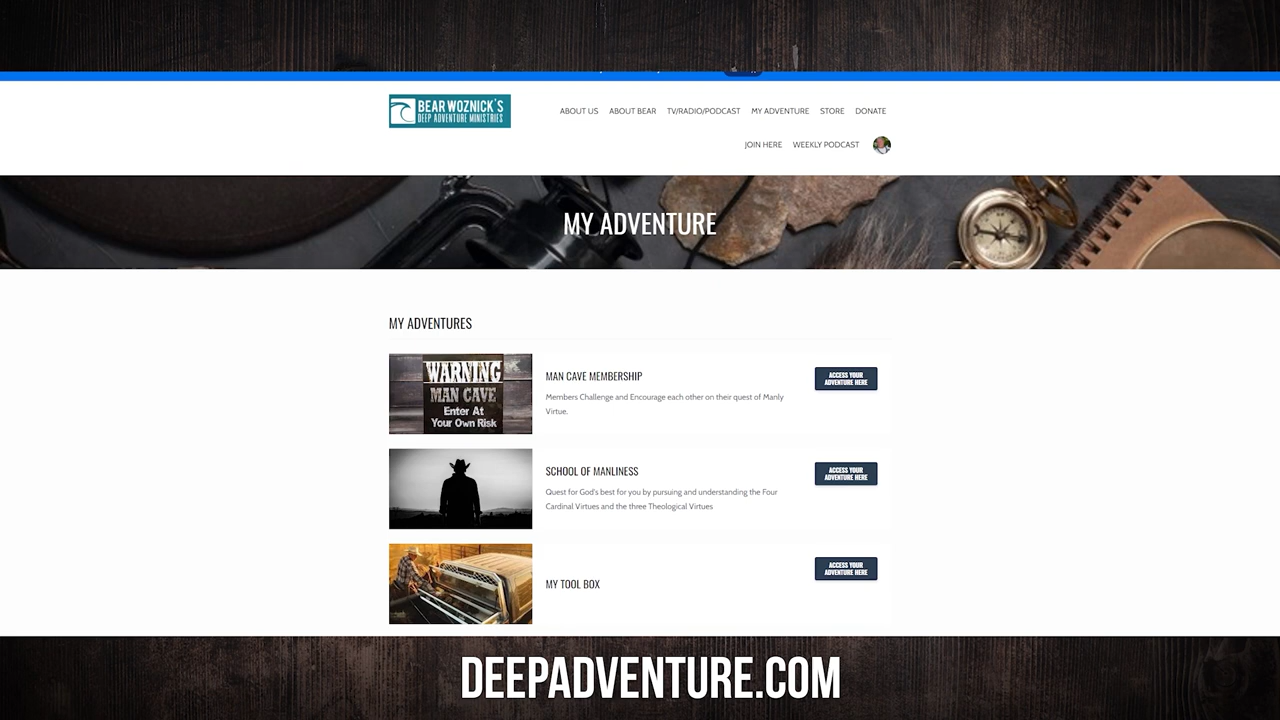 BEAR WOZNICK'S
DEEP ADVENTURE MINISTRIES
ABOUT US ABOUT BEAR TV/RADIO/PODCAST MY ADVENTURE STORE DONATE
JOIN HERE WEEKLY PODCAST
MY ADVENTURE
MY ADVENTURES
WARNING
MAN CAVE
Enter At
Your Own Risk
MAN CAVE MEMBERSHIP
Members Challenge and Encourage each other on their quest of Manly
Virtue.
ACCESS YOUR
ADVENTURE HERE
SCHOOL OF MANLINESS
Quest for God's best for you by pursuing and understanding the Four
Cardinal Virtues and the three Theological Virtues
ACCESS YOUR
ADVENTURE HERE
MY TOOL BOX
ACCESS YOUR
ADVENTURE HERE
DEEPADVENTURE.COM